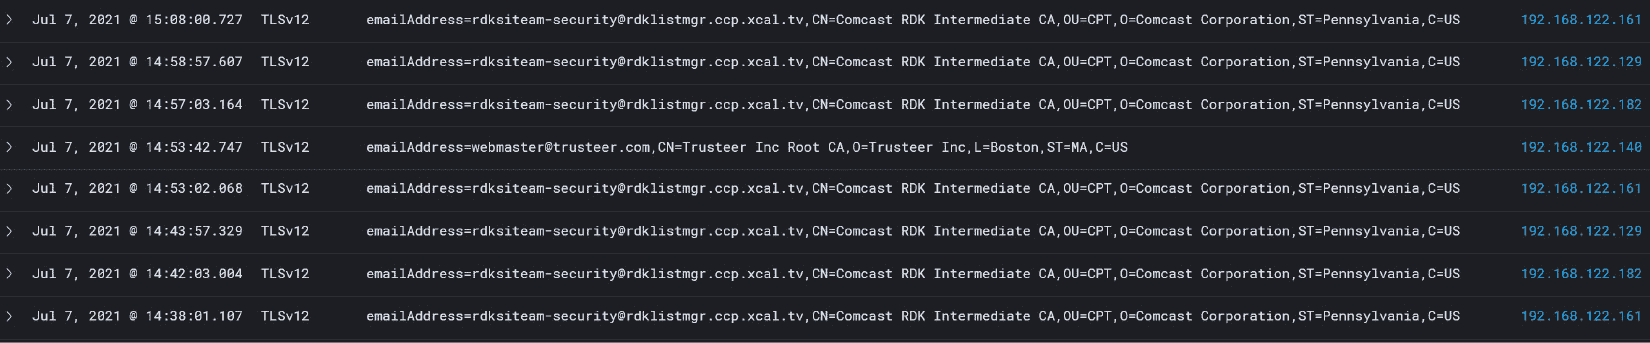 Jul 7, 2021 @ 15:08:00.727 TLSv12 emailAddress=rdksiteam-security@rdklistmgr.ccp.xcal.tv,CN=Comcast RDK Intermediate CA,OU=CPT,O=Comcast Corporation,ST=Pennsylvania,C=US 192.168.122.161
Jul 7, 2021 @ 14:58:57.607 TLSv12 emailAddress=rdksiteam-security@rdklistmgr.ccp.xcal.tv,CN=Comcast RDK Intermediate CA,OU=CPT,O=Comcast Corporation,ST=Pennsylvania,C=US 192.168.122.129
Jul 7, 2021 @ 14:57:03.164 TLSv12 emailAddress=rdksiteam-security@rdklistmgr.ccp.xcal.tv,CN=Comcast RDK Intermediate CA,OU=CPT,O=Comcast Corporation,ST=Pennsylvania,C=US 192.168.122.182
Jul 7, 2021 @ 14:53:42.747 TLSv12 emailAddress=webmaster@trusteer.com,CN=Trusteer Inc Root CA,O=Trusteer Inc,L=Boston,ST=MA,C=US 192.168.122.140
Jul 7, 2021 @ 14:53:02.068 TLSv12 emailAddress=rdksiteam-security@rdklistmgr.ccp.xcal.tv,CN=Comcast RDK Intermediate CA,OU=CPT,O=Comcast Corporation,ST=Pennsylvania,C=US 192.168.122.161
Jul 7, 2021 @ 14:43:57.329 TLSv12 emailAddress=rdksiteam-security@rdklistmgr.ccp.xcal.tv,CN=Comcast RDK Intermediate CA,OU=CPT,O=Comcast Corporation,ST=Pennsylvania,C=US 192.168.122.129
Jul 7, 2021 @ 14:42:03.004 TLSv12 emailAddress=rdksiteam-security@rdklistmgr.ccp.xcal.tv,CN=Comcast RDK Intermediate CA,OU=CPT,O=Comcast Corporation,ST=Pennsylvania,C=US 192.168.122.182
Jul 7, 2021 @ 14:38:01.107 TLSv12 emailAddress=rdksiteam-security@rdklistmgr.ccp.xcal.tv,CN=Comcast RDK Intermediate CA,OU=CPT,O=Comcast Corporation,ST=Pennsylvania,C=US 192.168.122.161